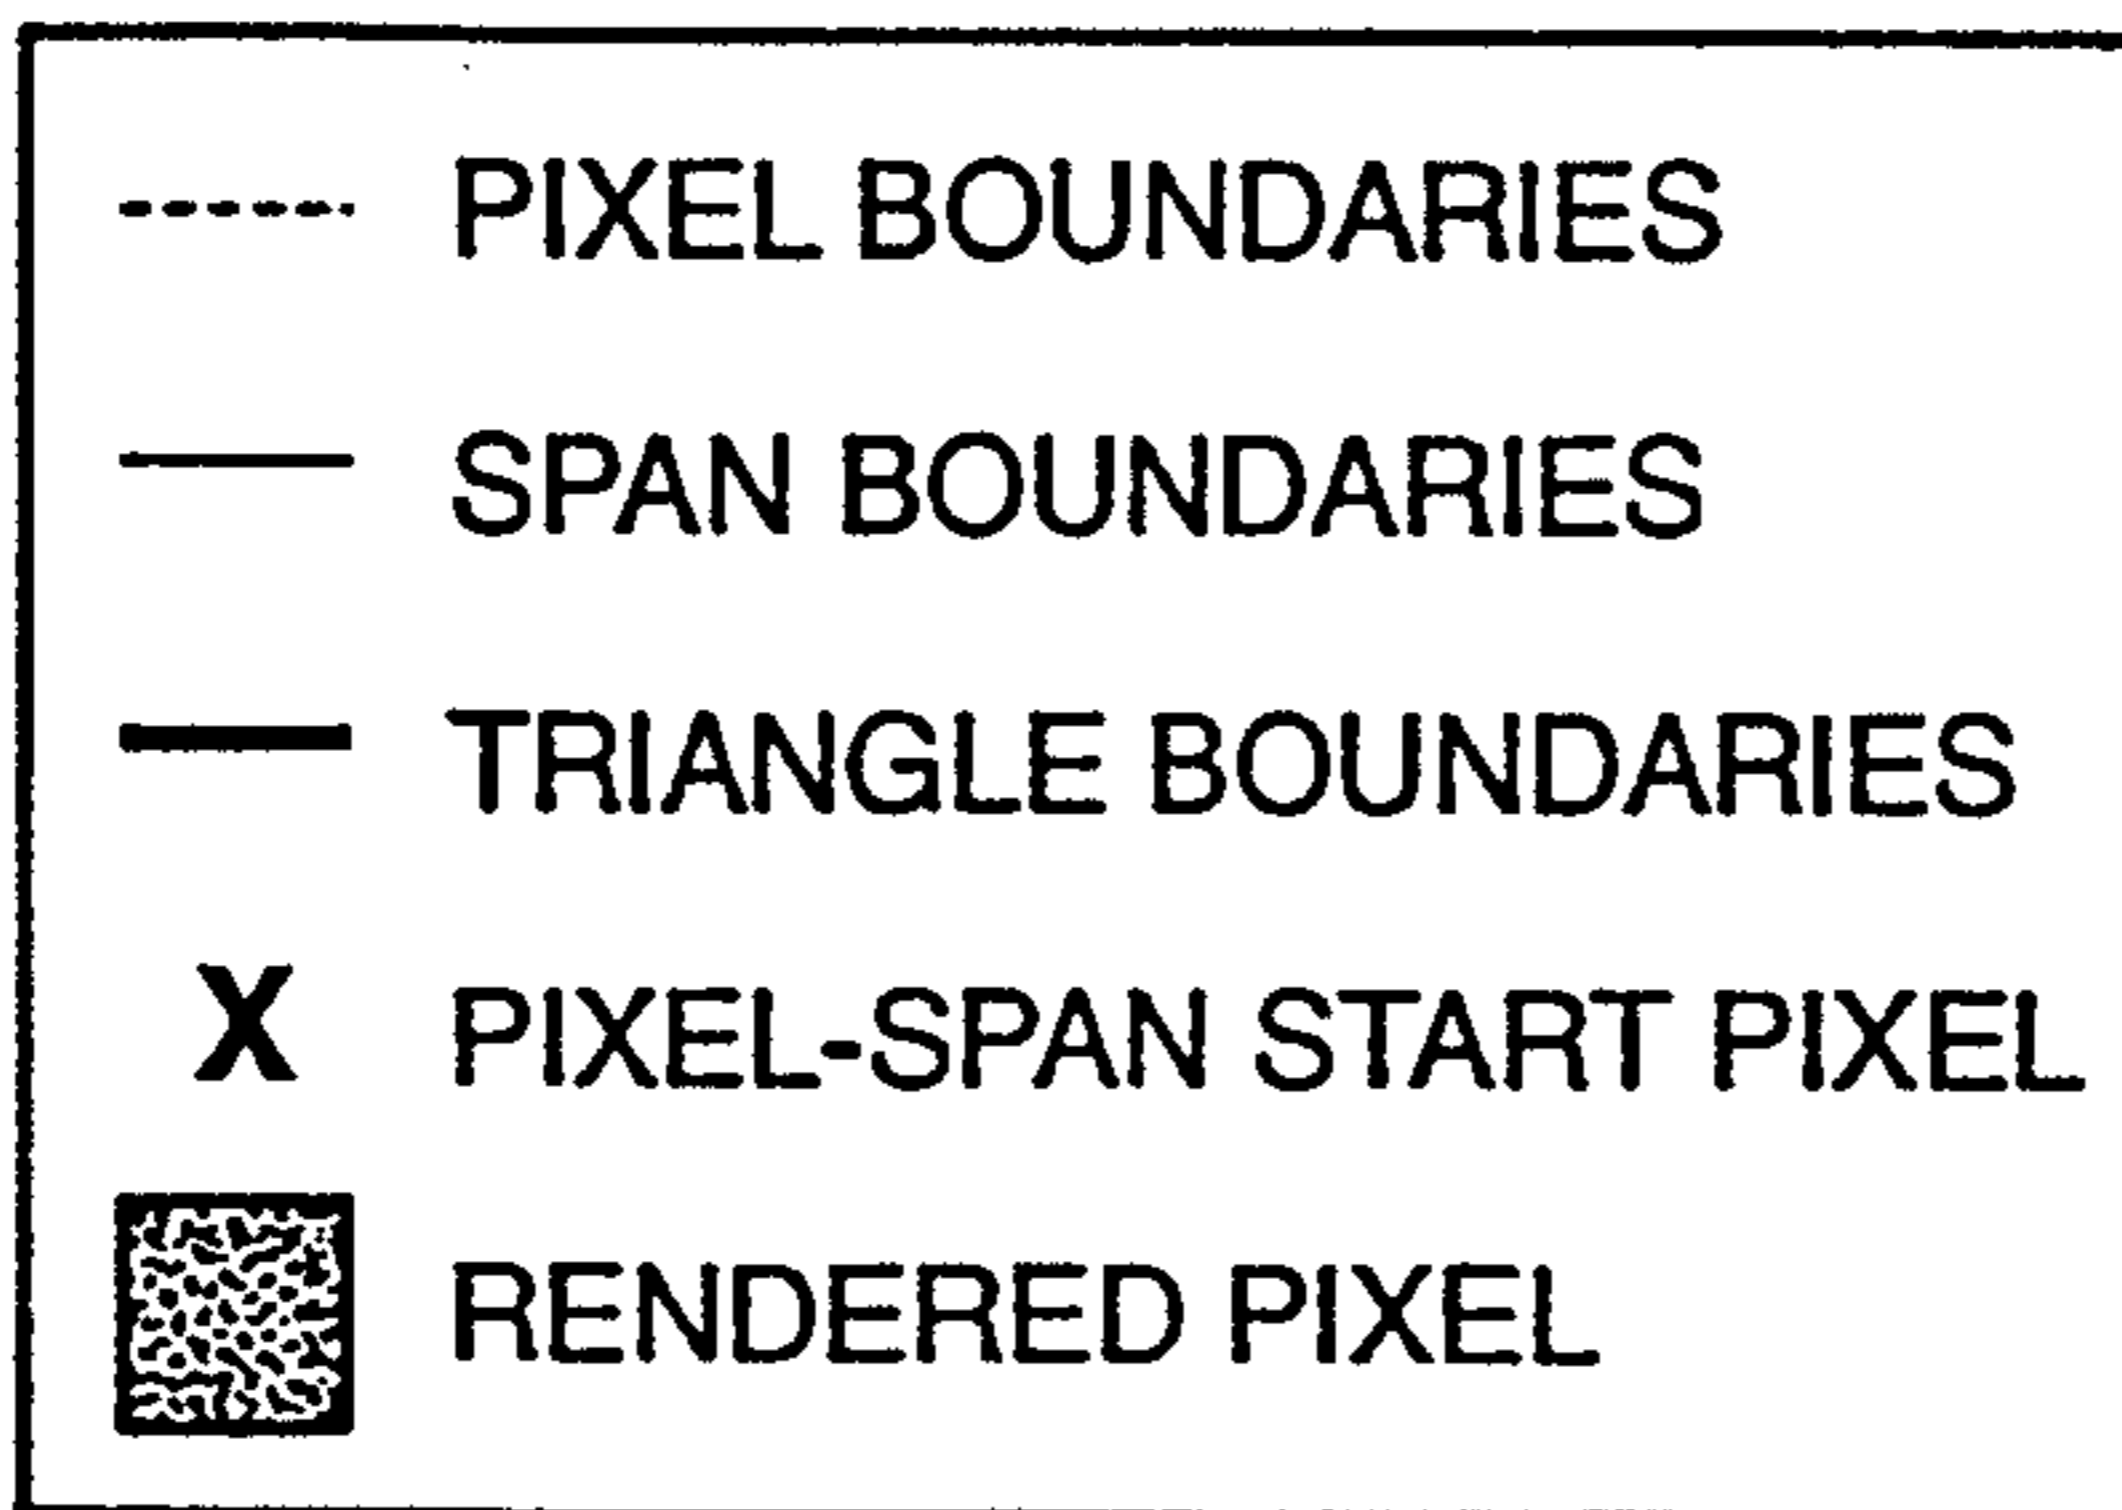 PIXEL BOUNDARIES
SPAN BOUNDARIES
TRIANGLE BOUNDARIES
X PIXEL-SPAN START PIXEL
RENDERED PIXEL